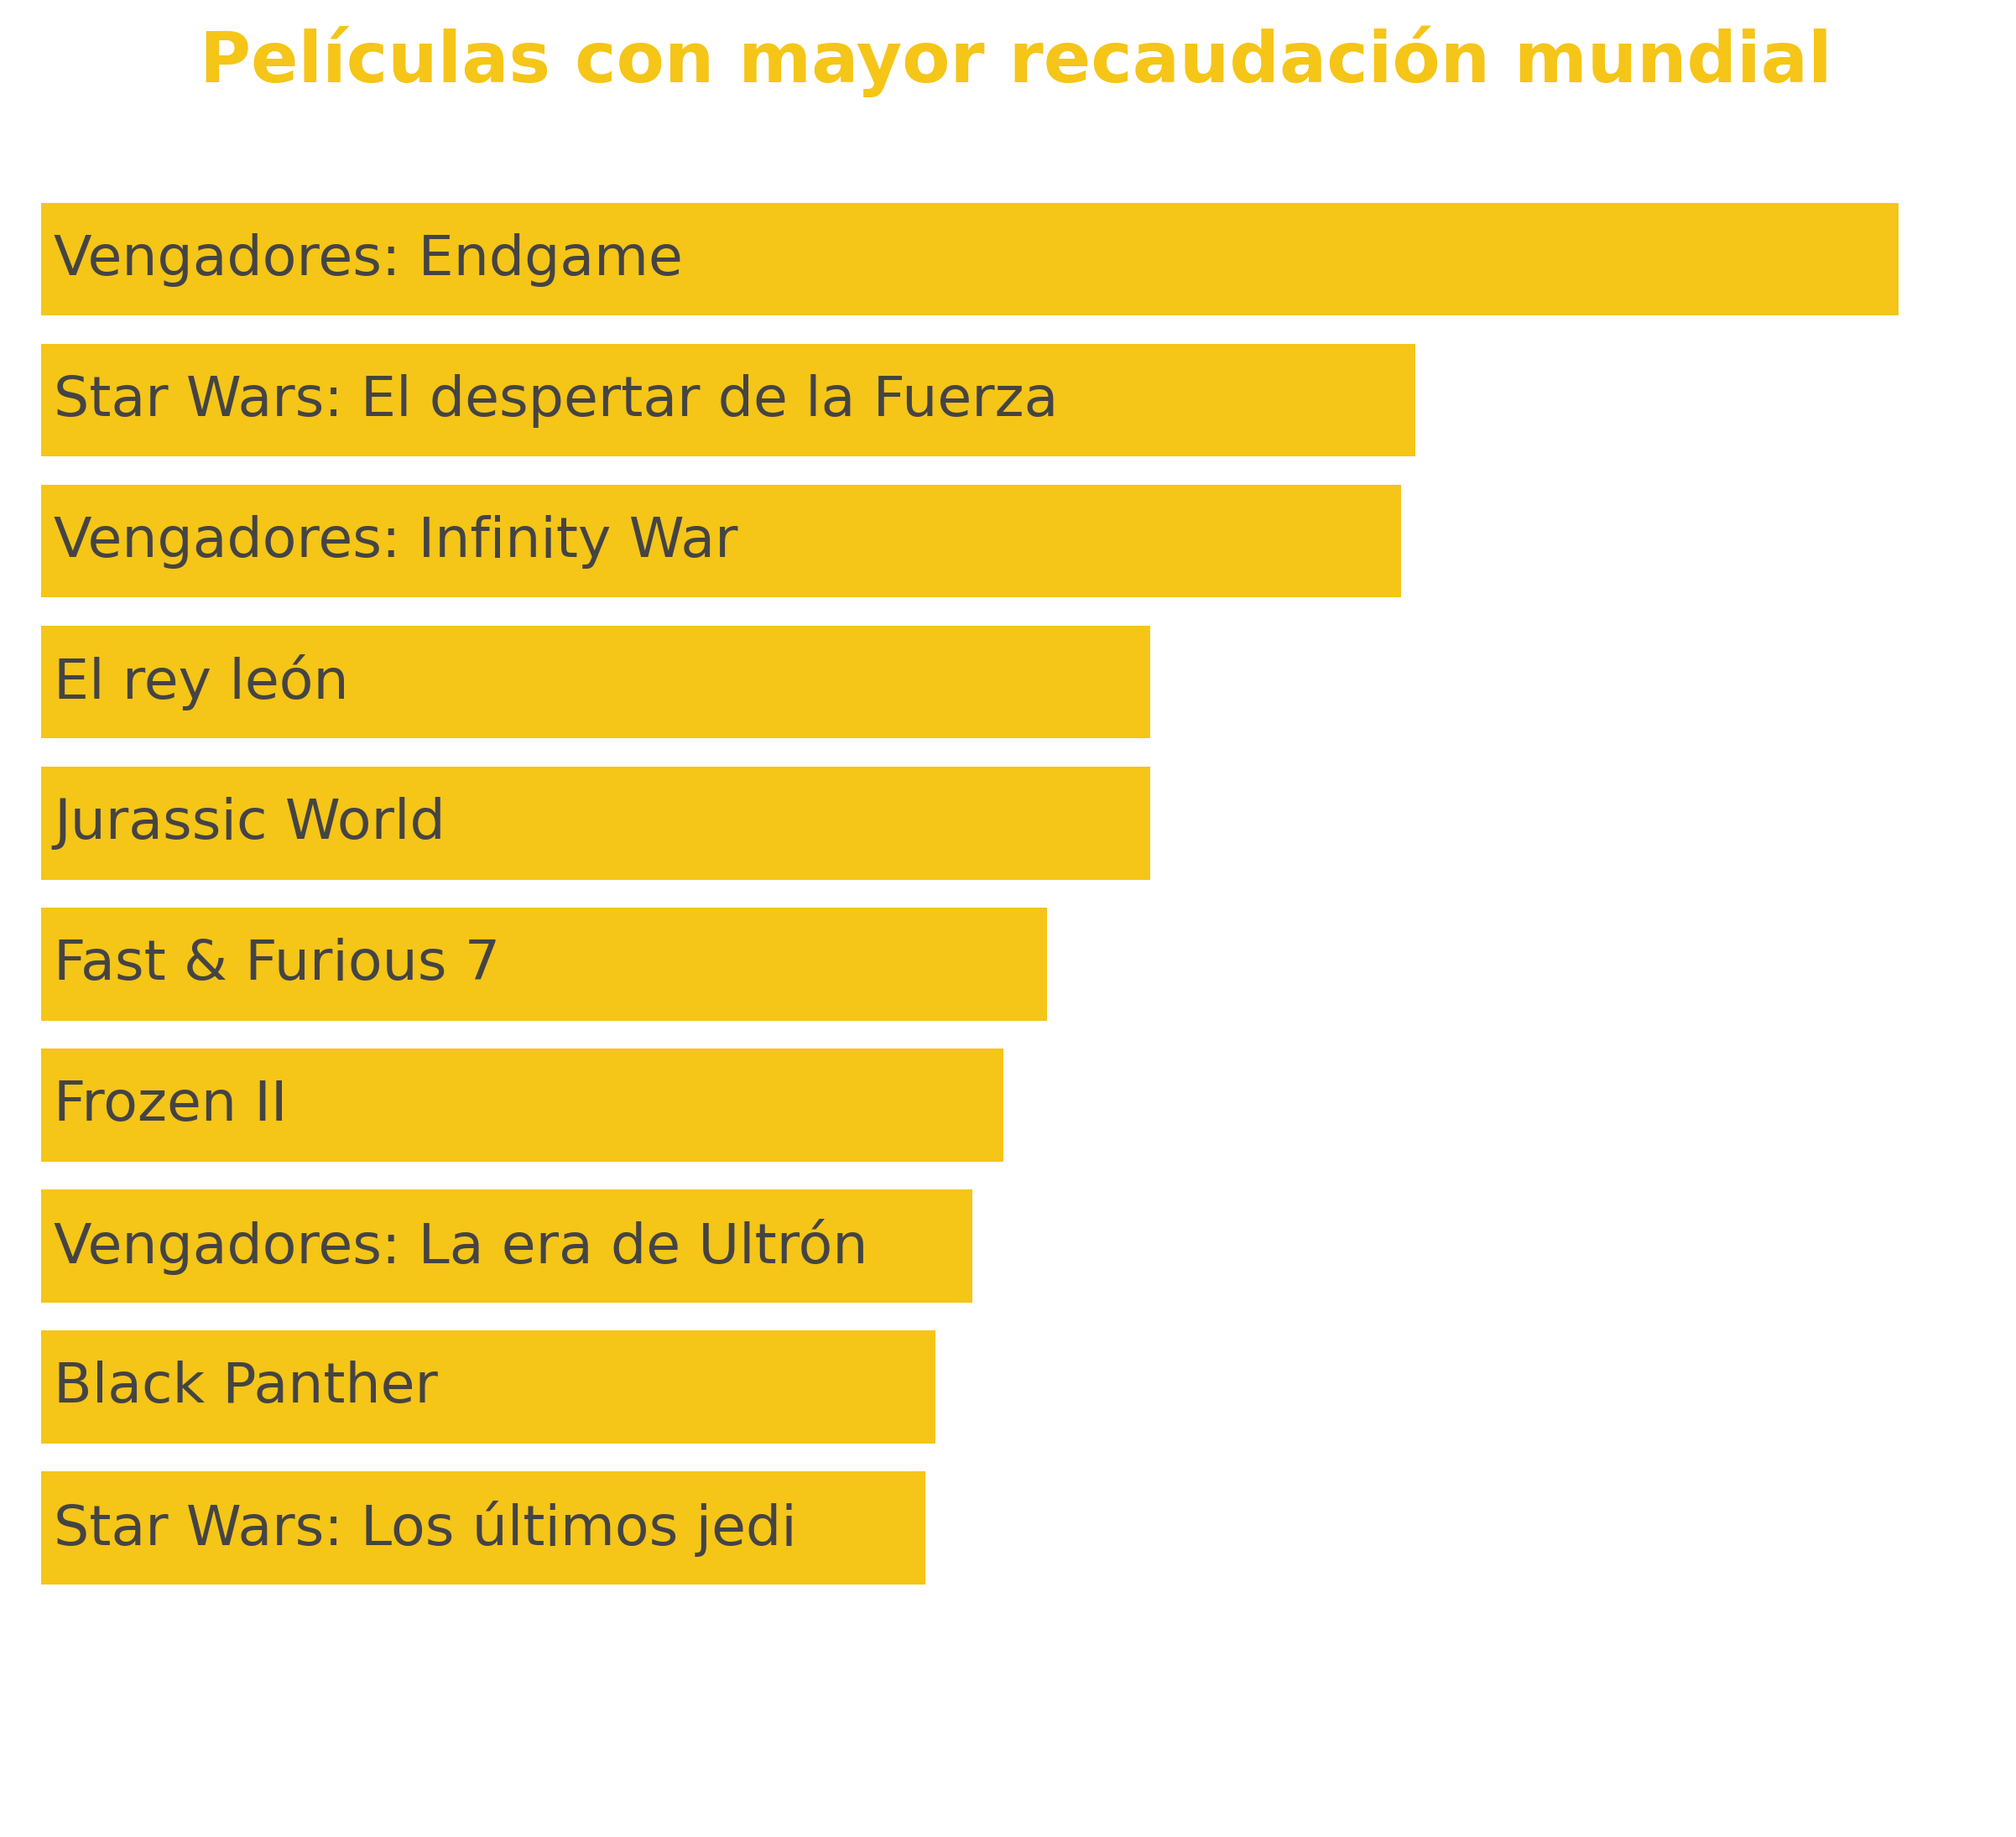 Películas con mayor recaudación mundial
Vengadores: Endgame
Star Wars: El despertar de la Fuerza
Vengadores: Infinity War
El rey león
Jurassic World
Fast & Furious 7
Frozen II
Vengadores: La era de Ultrón
Black Panther
Star Wars: Los últimos jedi